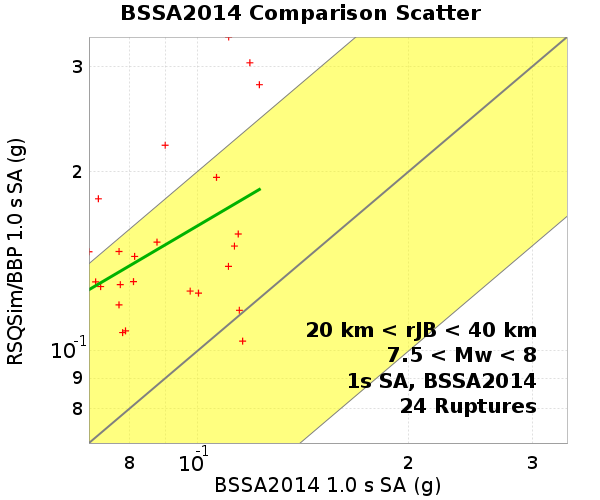 BSSA2014 Comparison Scatter
RSQSim/BBP 1.0 s SA (g)
3
2
10-1
9
8
20 km < rJB < 40 km
7.5 < Mw < 8
1s SA, BSSA2014
24 Ruptures
8 10-1 2 3
BSSA2014 1.0 s SA (g)